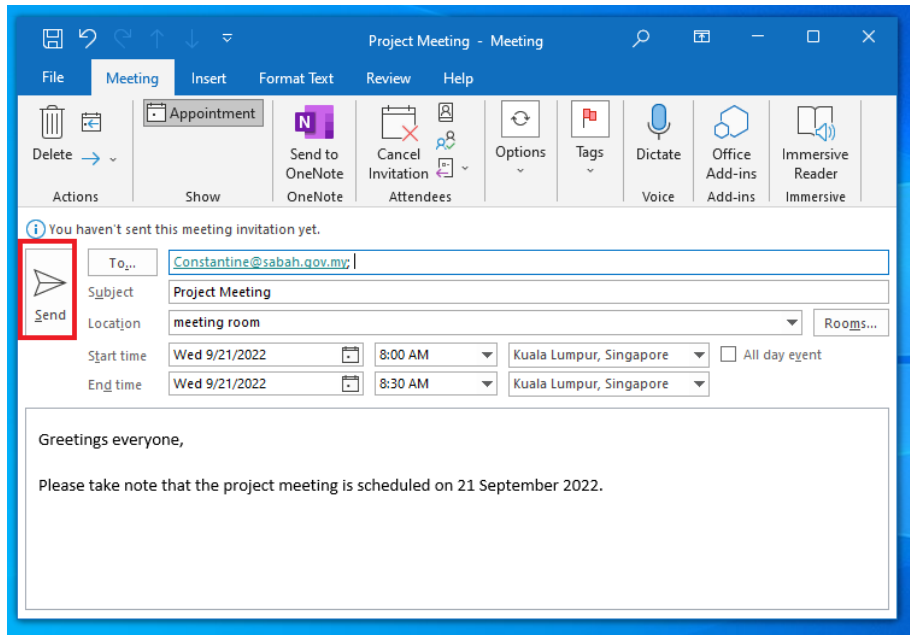 Project Meeting - Meeting
File Meeting Insert Format Text Review Help
Delete
Actions
Appointment
Show
N
Send to
OneNote
OneNote
Cancel
Invitation
Attendees
Options
Tags
Dictate
Voice
Office
Add-ins
Add-ins
Immersive
Reader
Immersive
i You haven't sent this meeting invitation yet.
Send
To... Constantine@sabah.gov.my;
Subject Project Meeting
Location meeting room Rooms...
Start time Wed 9/21/2022 8:00 AM Kuala Lumpur, Singapore All day event
End time Wed 9/21/2022 8:30 AM Kuala Lumpur, Singapore
Greetings everyone,
Please take note that the project meeting is scheduled on 21 September 2022.